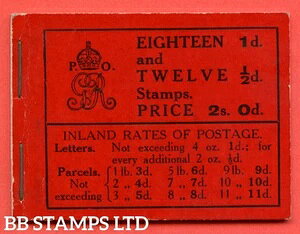 EIGHTEEN 1d.
and
TWELVE ½d.
Stamps.
PRICE 2s. 0d.
P. O.
INLAND RATES OF POSTAGE.
Letters. Not exceeding 4 oz. 1d.: for
every additional 2 oz. ½d.
Parcels. 1 lb. 3d. 5 lb. 6d. 9 lb. 9d.
Not 2 „ 4d. 7 „ 7d. 10 „ 10d.
exceeding 3 „ 5d. 8 „ 8d. 11 „ 11d.
BB STAMPS LTD